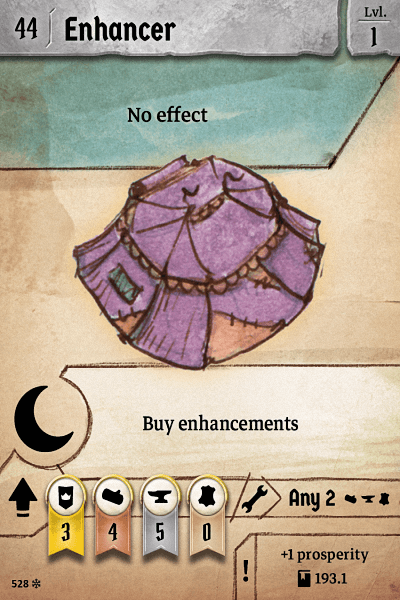 44 Enhancer
Lvl.
1
No effect
Buy enhancements
3 4 5 0 Any 2
! +1 prosperity
193.1
528